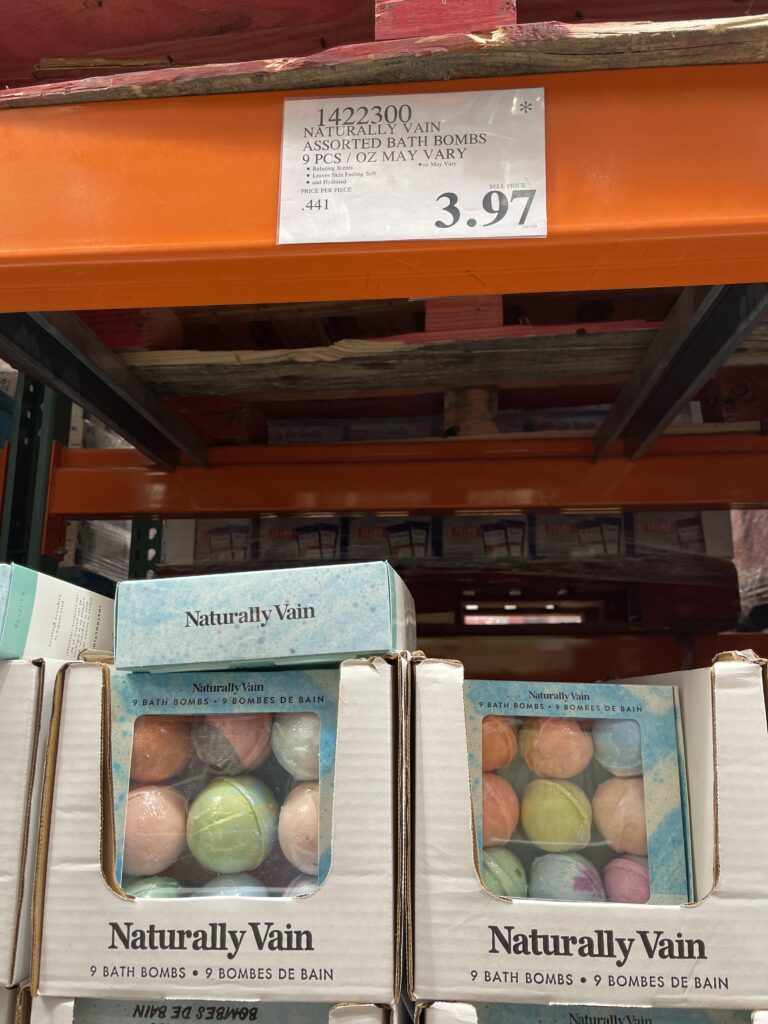 1422300 *
NATURALLY VAIN
ASSORTED BATH BOMBS
9 PCS / OZ MAY VARY
• Relaxing Scents • oz May Vary
• Leaves Skin Feeling Soft
• and Hydrated
PRICE PER PIECE SELL PRICE
.441 3.97
Naturally Vain
Naturally Vain
9 BATH BOMBS • 9 BOMBES DE BAIN
Naturally Vain
9 BATH BOMBS • 9 BOMBES DE BAIN
Naturally Vain
9 BATH BOMBS • 9 BOMBES DE BAIN
Naturally Vain
9 BATH BOMBS • 9 BOMBES DE BAIN
BOMBES DE BAIN
Naturally Vain